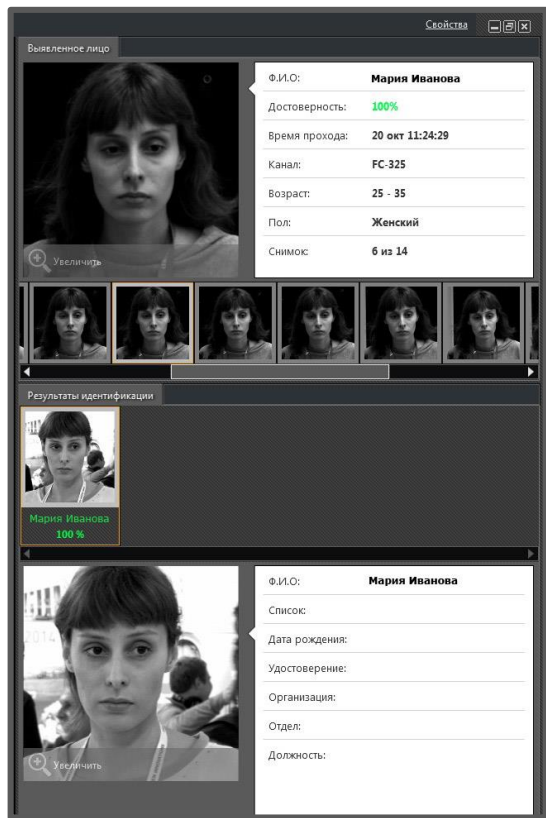 Свойства
Выявленное лицо
Ф.И.О: Мария Иванова
Достоверность: 100%
Время прохода: 20 окт 11:24:29
Канал: FC-325
Возраст: 25 - 35
Пол: Женский
Снимок: 6 из 14
Увеличить
Результаты идентификации
Мария Иванова
100 %
2014
Ф.И.О: Мария Иванова
Список:
Дата рождения:
Удостоверение:
Организация:
Отдел:
Должность:
Увеличить